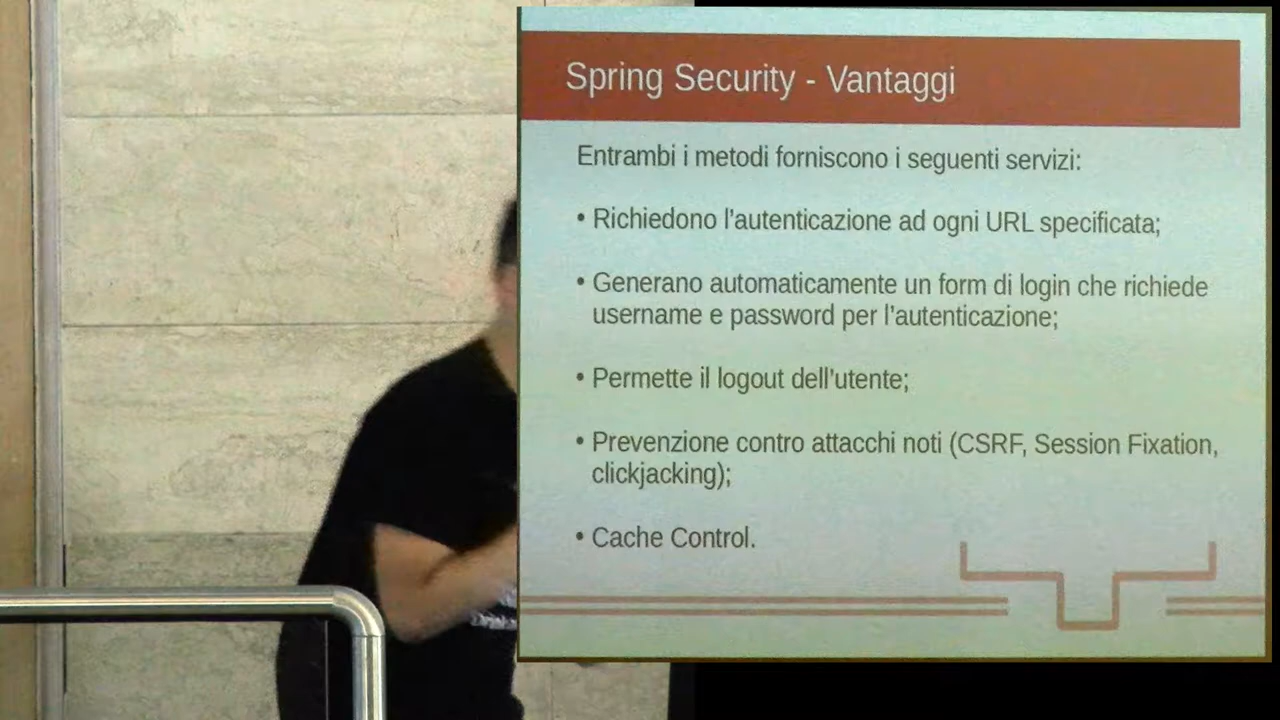 Spring Security - Vantaggi
Entrambi i metodi forniscono i seguenti servizi:
• Richiedono l'autenticazione ad ogni URL specificata;
• Generano automaticamente un form di login che richiede
username e password per l'autenticazione;
• Permette il logout dell'utente;
• Prevenzione contro attacchi noti (CSRF, Session Fixation,
clickjacking);
• Cache Control.